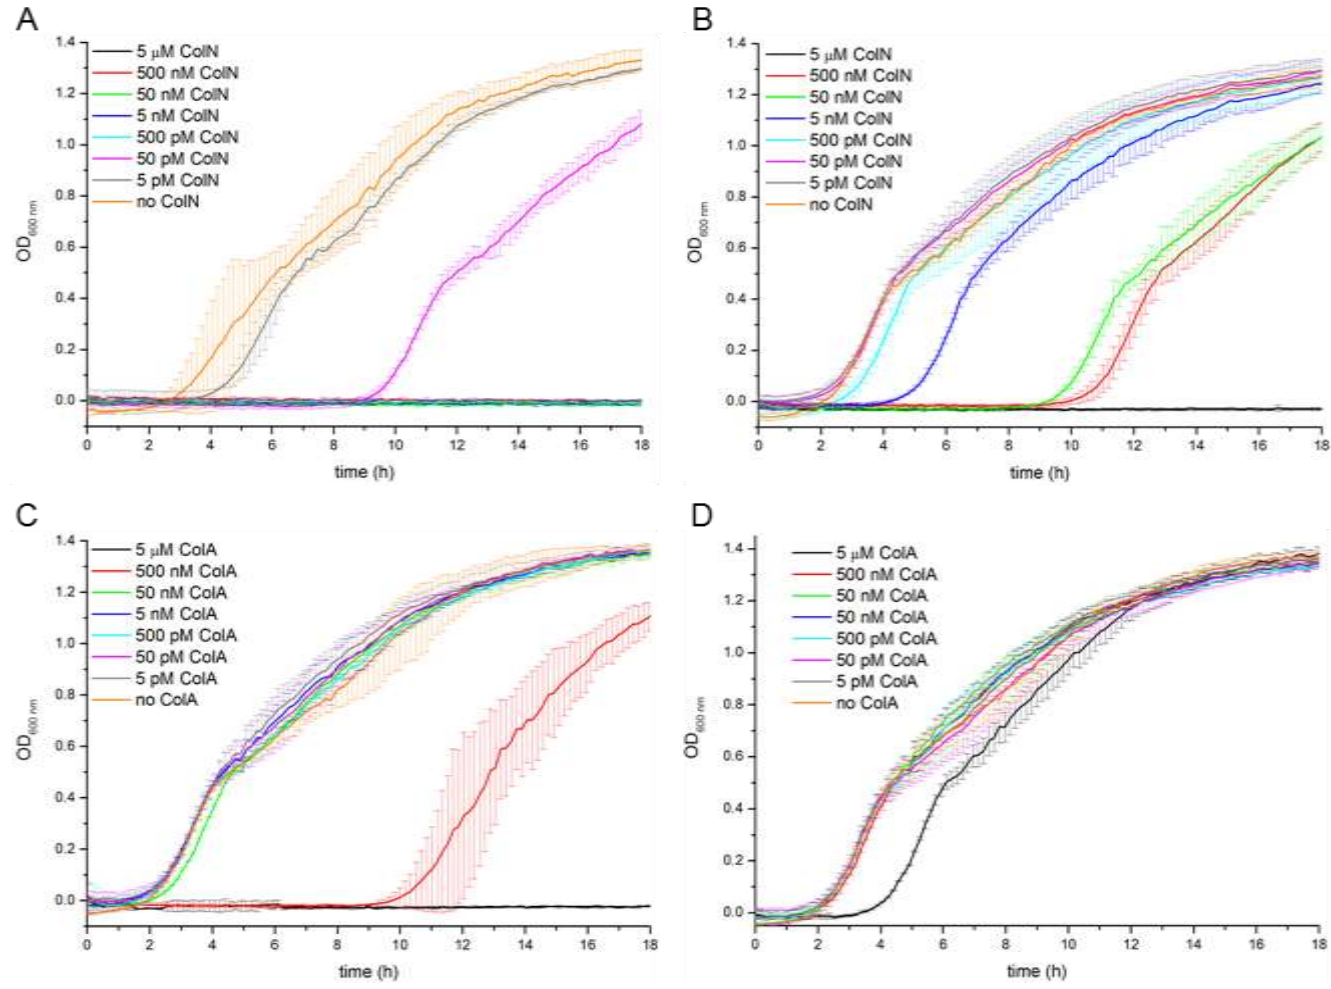 A
1.4
1.2
1.0
0.8
0.6
0.4
0.2
0.0
OD600 nm
5 μM ColN
500 nM ColN
50 nM ColN
5 nM ColN
500 pM ColN
50 pM ColN
5 pM ColN
no ColN
0 2 4 6 8 10 12 14 16 18
time (h)
B
1.4
1.2
1.0
0.8
0.6
0.4
0.2
0.0
OD600 nm
5 μM ColN
500 nM ColN
50 nM ColN
5 nM ColN
500 pM ColN
50 pM ColN
5 pM ColN
no ColN
0 2 4 6 8 10 12 14 16 18
time (h)
C
1.4
1.2
1.0
0.8
0.6
0.4
0.2
0.0
OD600 nm
5 μM ColA
500 nM ColA
50 nM ColA
5 nM ColA
500 pM ColA
50 pM ColA
5 pM ColA
no ColA
0 2 4 6 8 10 12 14 16 18
time (h)
D
1.4
1.2
1.0
0.8
0.6
0.4
0.2
0.0
OD600 nm
5 μM ColA
500 nM ColA
50 nM ColA
50 nM ColA
500 pM ColA
50 pM ColA
5 pM ColA
no ColA
0 2 4 6 8 10 12 14 16 18
time (h)